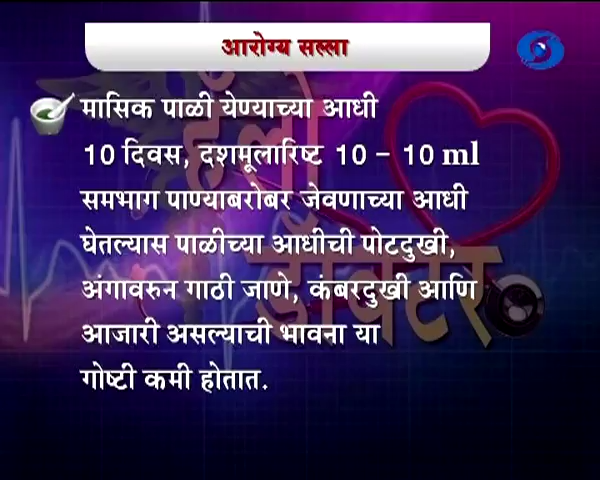 आरोग्य सल्ला
मासिक पाळी येण्याच्या आधी
10 दिवस, दशमूलारिष्ट 10 – 10 ml
समभाग पाण्याबरोबर जेवणाच्या आधी
घेतल्यास पाळीच्या आधीची पोटदुखी,
अंगावरुन गाठी जाणे, कंबरदुखी आणि
आजारी असल्याची भावना या
गोष्टी कमी होतात.
हॅलो
डॉक्टर